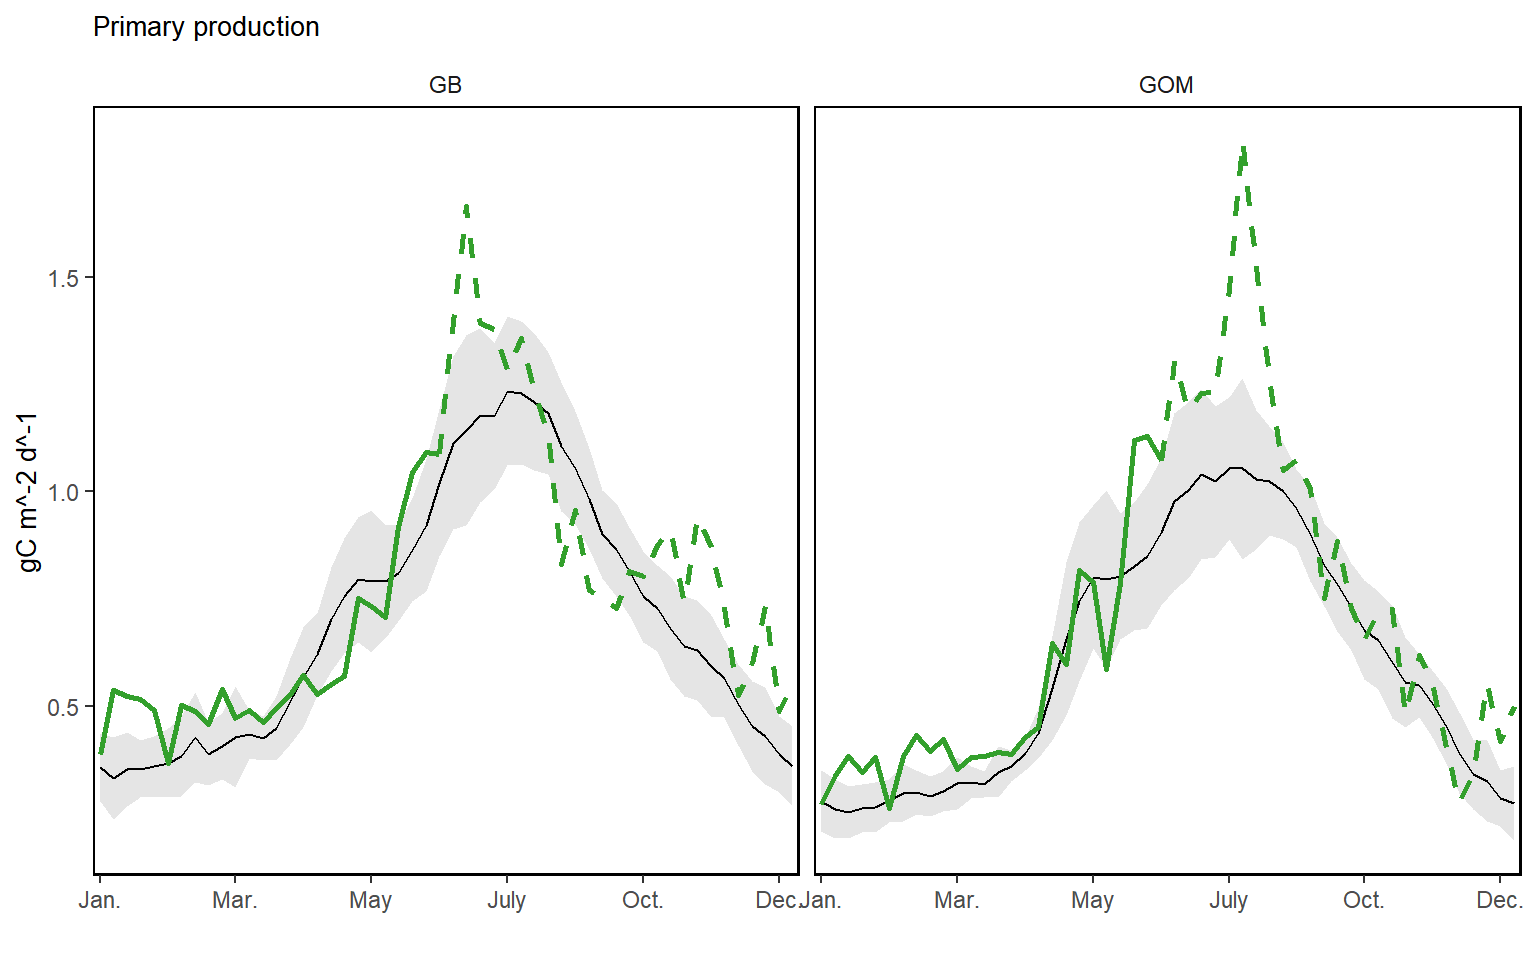 Primary production
GB
GOM
gC m^-2 d^-1
1.5
1.0
0.5
Jan.
Mar.
May
July
Oct.
Dec.
Jan.
Mar.
May
July
Oct.
Dec.